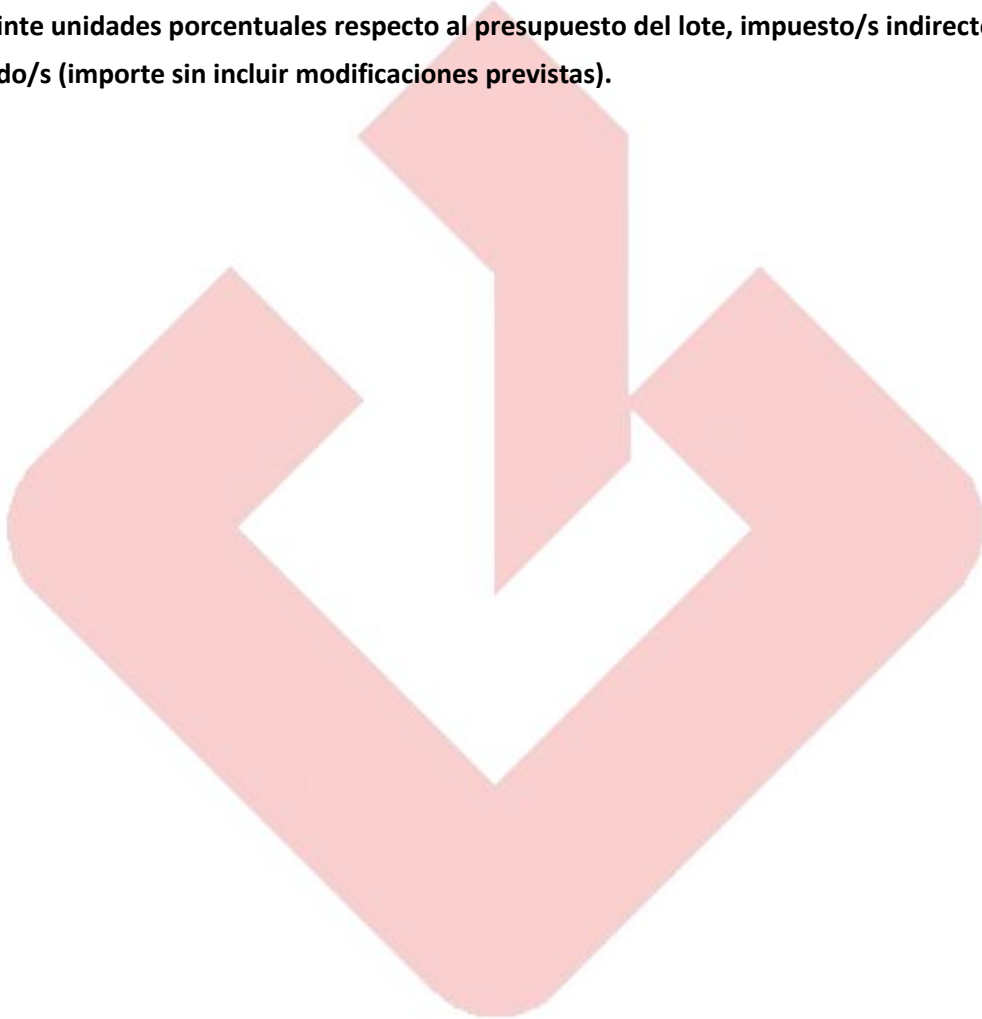 inte unidades porcentuales respecto al presupuesto del lote, impuesto/s indirecto
do/s (importe sin incluir modificaciones previstas).